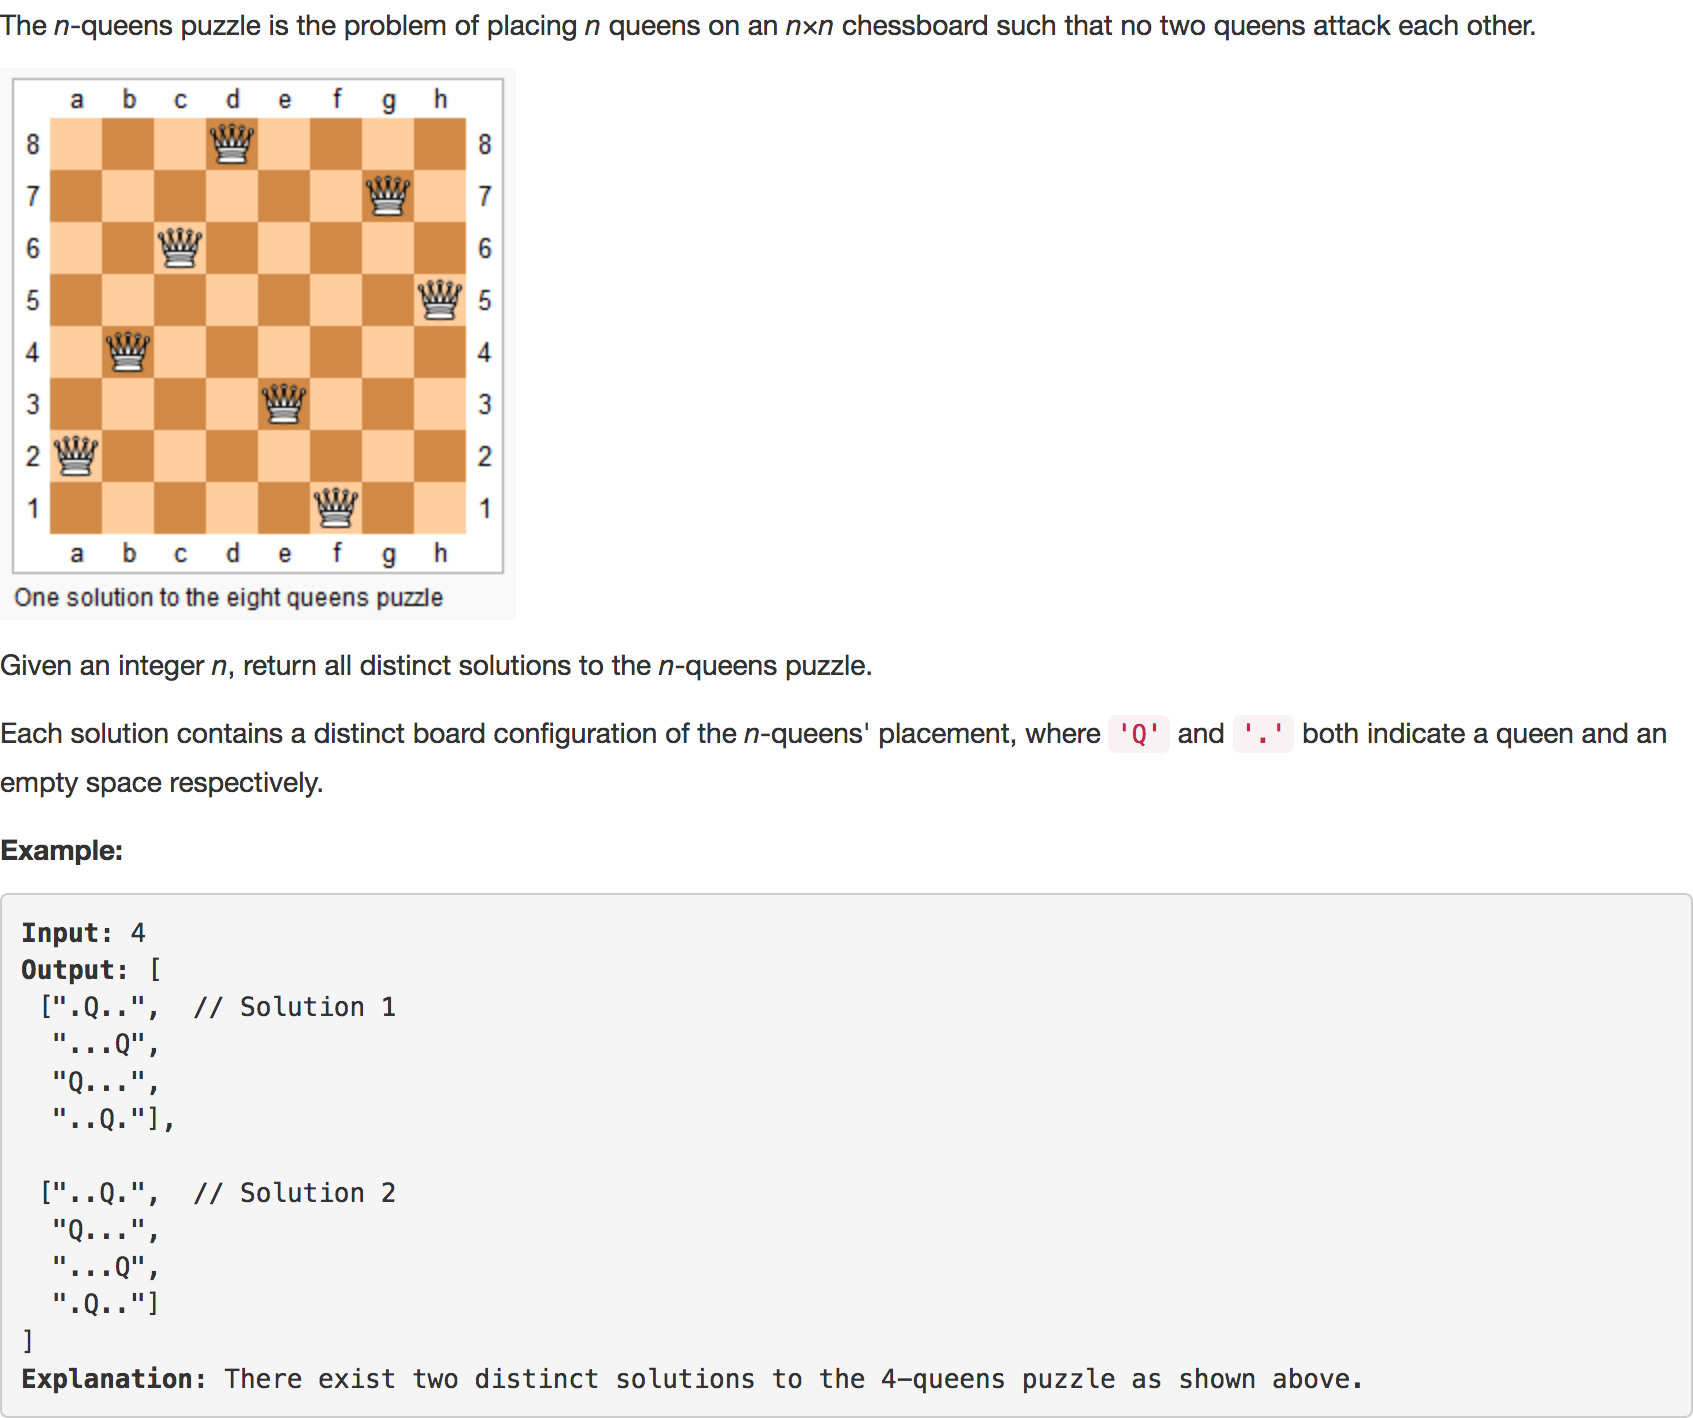 The n-queens puzzle is the problem of placing n queens on an n×n chessboard such that no two queens attack each other.
a b c d e f g h
8 8
7 7
6 6
5 5
4 4
3 3
2 2
1 1
a b c d e f g h
One solution to the eight queens puzzle
Given an integer n, return all distinct solutions to the n-queens puzzle.
Each solution contains a distinct board configuration of the n-queens' placement, where 'Q' and '.' both indicate a queen and an
empty space respectively.
Example:
Input: 4
Output: [
 [".Q..",  // Solution 1
  "...Q",
  "Q...",
  "..Q."],
 ["..Q.",  // Solution 2
  "Q...",
  "...Q",
  ".Q.."]
]
Explanation: There exist two distinct solutions to the 4-queens puzzle as shown above.